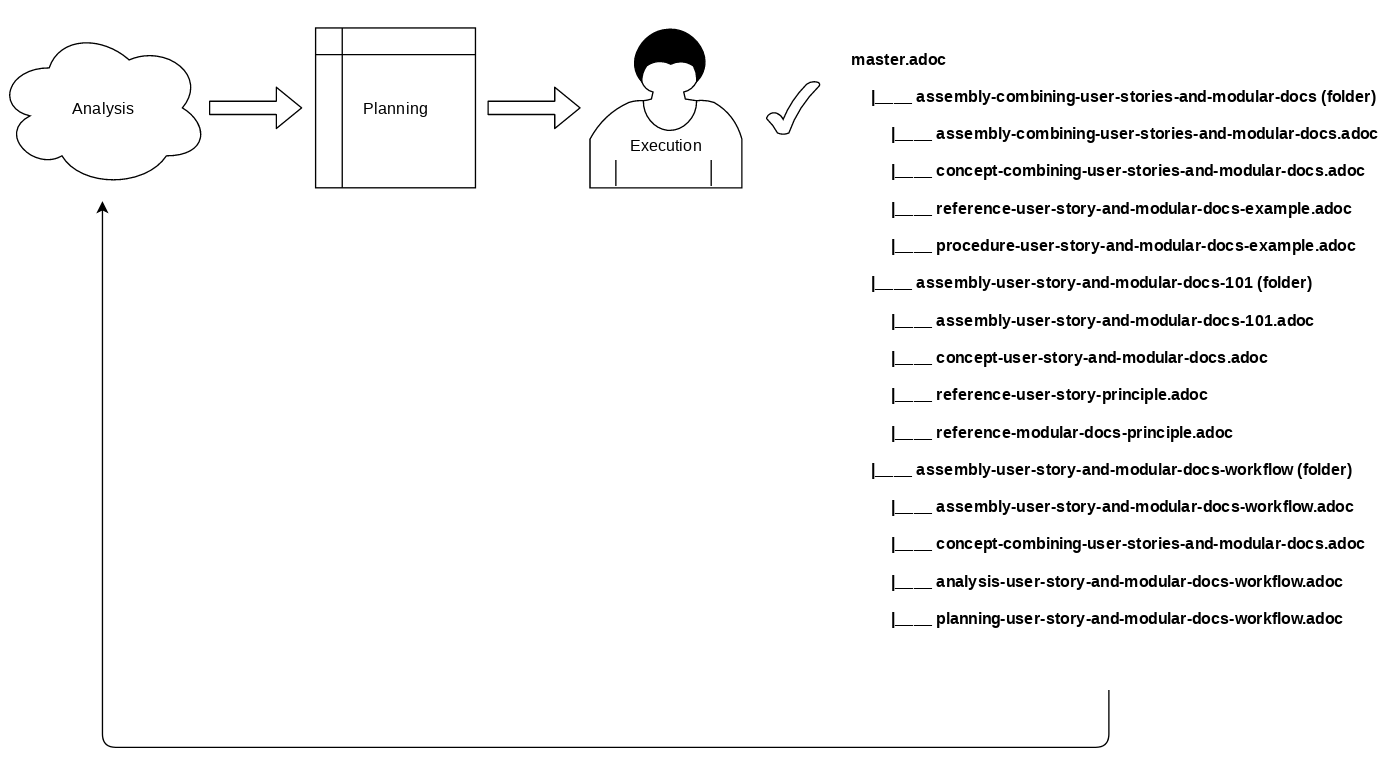 Analysis
Planning
Execution
master.adoc
|____ assembly-combining-user-stories-and-modular-docs (folder)
|____ assembly-combining-user-stories-and-modular-docs.adoc
|____ concept-combining-user-stories-and-modular-docs.adoc
|____ reference-user-story-and-modular-docs-example.adoc
|____ procedure-user-story-and-modular-docs-example.adoc
|____ assembly-user-story-and-modular-docs-101 (folder)
|____ assembly-user-story-and-modular-docs-101.adoc
|____ concept-user-story-and-modular-docs.adoc
|____ reference-user-story-principle.adoc
|____ reference-modular-docs-principle.adoc
|____ assembly-user-story-and-modular-docs-workflow (folder)
|____ assembly-user-story-and-modular-docs-workflow.adoc
|____ concept-combining-user-stories-and-modular-docs.adoc
|____ analysis-user-story-and-modular-docs-workflow.adoc
|____ planning-user-story-and-modular-docs-workflow.adoc